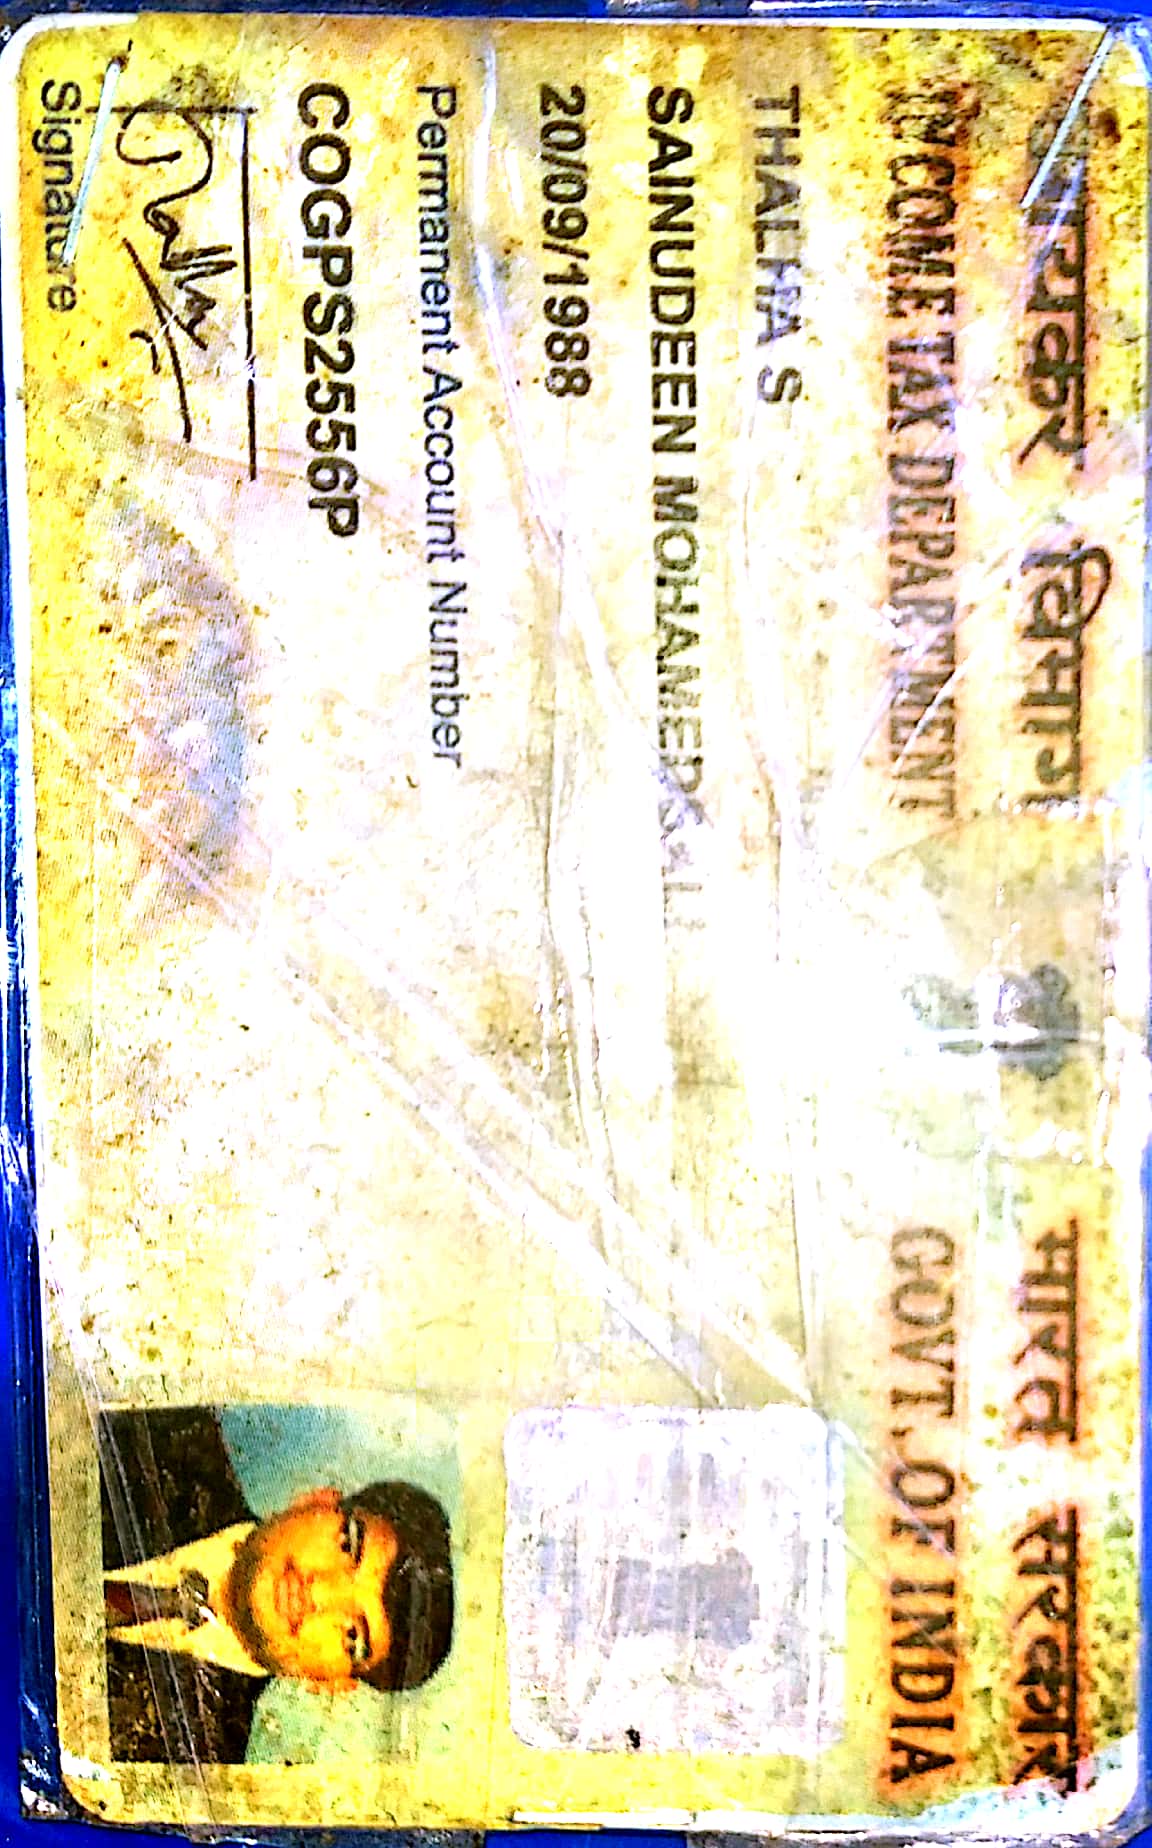 आयकर विभाग भारत सरकार
INCOME TAX DEPARTMENT GOVT. OF INDIA
THALHA S
SAINUDEEN MOHAMED ALI
20/09/1988
Permanent Account Number
COGPS2556P
Signature